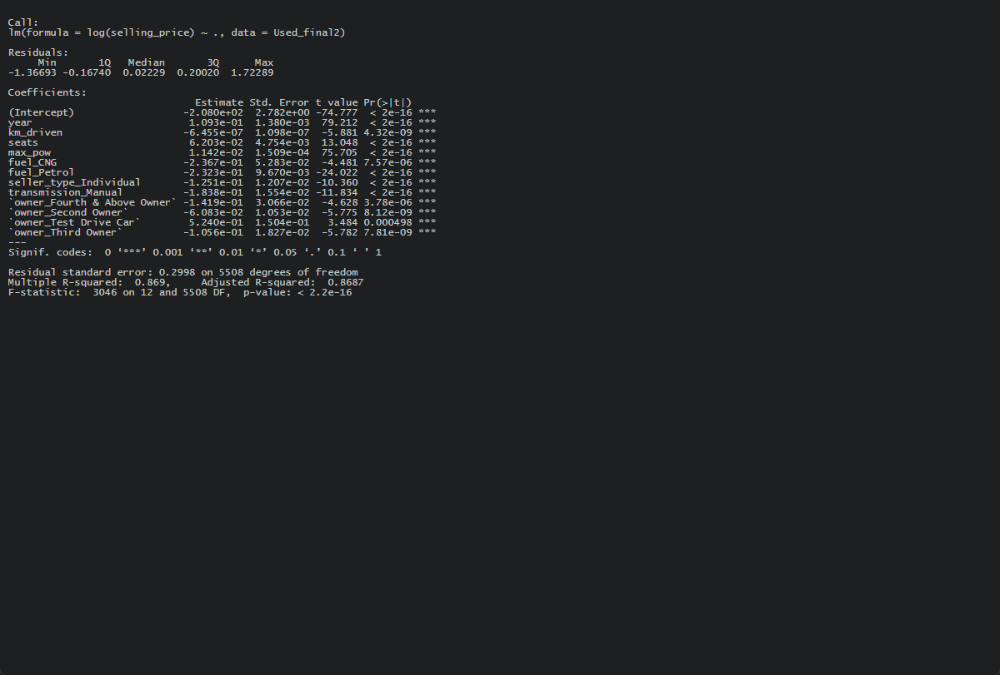 Call:
lm(formula = log(selling_price) ~ ., data = Used_final2)
Residuals:
     Min       1Q   Median       3Q      Max
-1.36693 -0.16740  0.02229  0.20020  1.72289
Coefficients:
                               Estimate Std. Error t value Pr(>|t|)
(Intercept)                  -2.080e+02  2.782e+00 -74.777  < 2e-16 ***
year                          1.093e-01  1.380e-03  79.212  < 2e-16 ***
km_driven                    -6.455e-07  1.098e-07  -5.881 4.32e-09 ***
seats                         6.203e-02  4.754e-03  13.048  < 2e-16 ***
max_pow                       1.142e-02  1.509e-04  75.705  < 2e-16 ***
fuel_CNG                     -2.367e-01  5.283e-02  -4.481 7.57e-06 ***
fuel_Petrol                  -2.323e-01  9.670e-03 -24.022  < 2e-16 ***
seller_type_Individual       -1.251e-01  1.207e-02 -10.360  < 2e-16 ***
transmission_Manual          -1.838e-01  1.554e-02 -11.834  < 2e-16 ***
`owner_Fourth & Above Owner` -1.419e-01  3.066e-02  -4.628 3.78e-06 ***
`owner_Second Owner`         -6.083e-02  1.053e-02  -5.775 8.12e-09 ***
`owner_Test Drive Car`        5.240e-01  1.504e-01   3.484 0.000498 ***
`owner_Third Owner`          -1.056e-01  1.827e-02  -5.782 7.81e-09 ***
---
Signif. codes:  0 ‘***’ 0.001 ‘**’ 0.01 ‘*’ 0.05 ‘.’ 0.1 ‘ ’ 1
Residual standard error: 0.2998 on 5508 degrees of freedom
Multiple R-squared:  0.869,     Adjusted R-squared:  0.8687
F-statistic:  3046 on 12 and 5508 DF,  p-value: < 2.2e-16